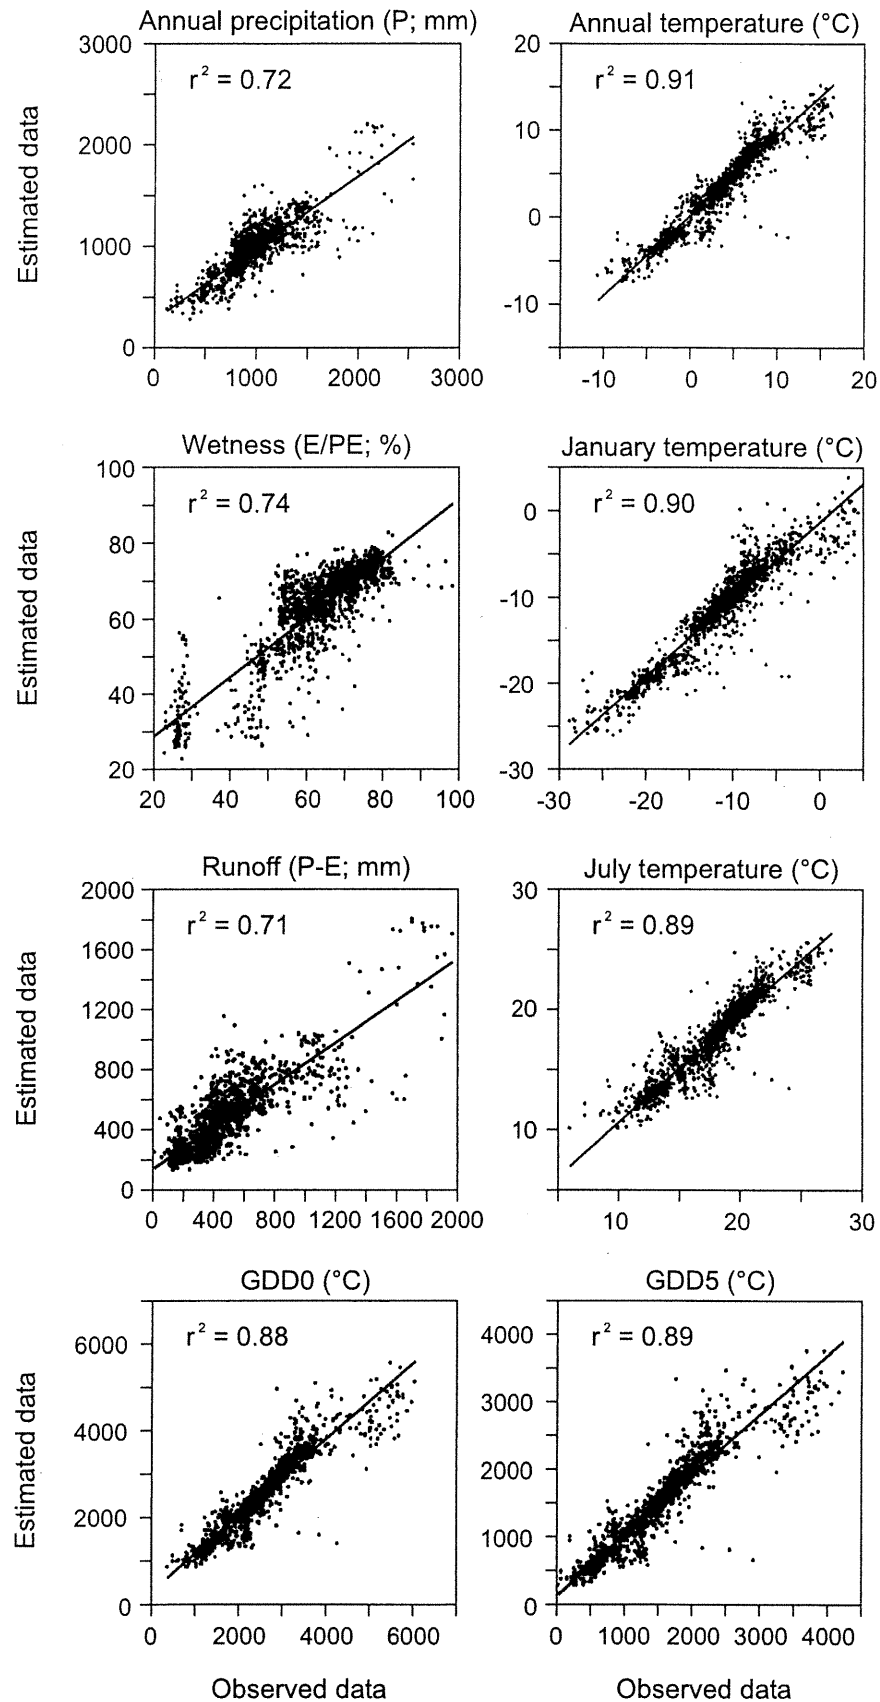 Annual precipitation (P; mm)
3000
r² = 0.72
2000
1000
0
0 1000 2000 3000
Estimated data
Annual temperature (°C)
20
r² = 0.91
10
0
-10
-10 0 10 20
Wetness (E/PE; %)
100
r² = 0.74
80
60
40
20
20 40 60 80 100
Estimated data
January temperature (°C)
r² = 0.90
0
-10
-20
-30
-30 -20 -10 0
Runoff (P-E; mm)
2000
r² = 0.71
1600
1200
800
400
0
0 400 800 1200 1600 2000
Estimated data
July temperature (°C)
30
r² = 0.89
20
10
10 20 30
GDD0 (°C)
r² = 0.88
6000
4000
2000
0
0 2000 4000 6000
Estimated data
Observed data
GDD5 (°C)
r² = 0.89
4000
3000
2000
1000
0
0 1000 2000 3000 4000
Observed data